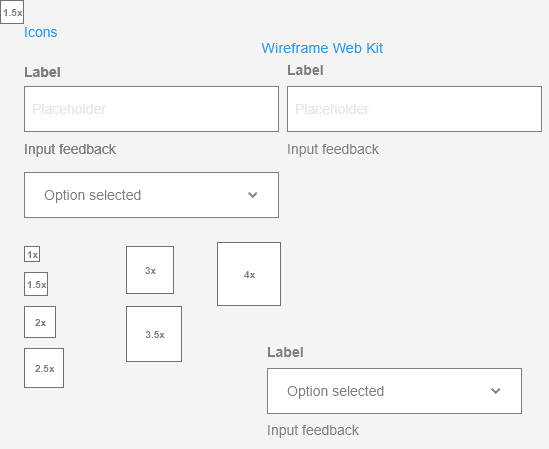 1.5x
Icons
Wireframe Web Kit
Label
Label
Placeholder
Placeholder
Input feedback
Input feedback
Option selected
1x
1.5x
2x
2.5x
3x
3.5x
4x
Label
Option selected
Input feedback